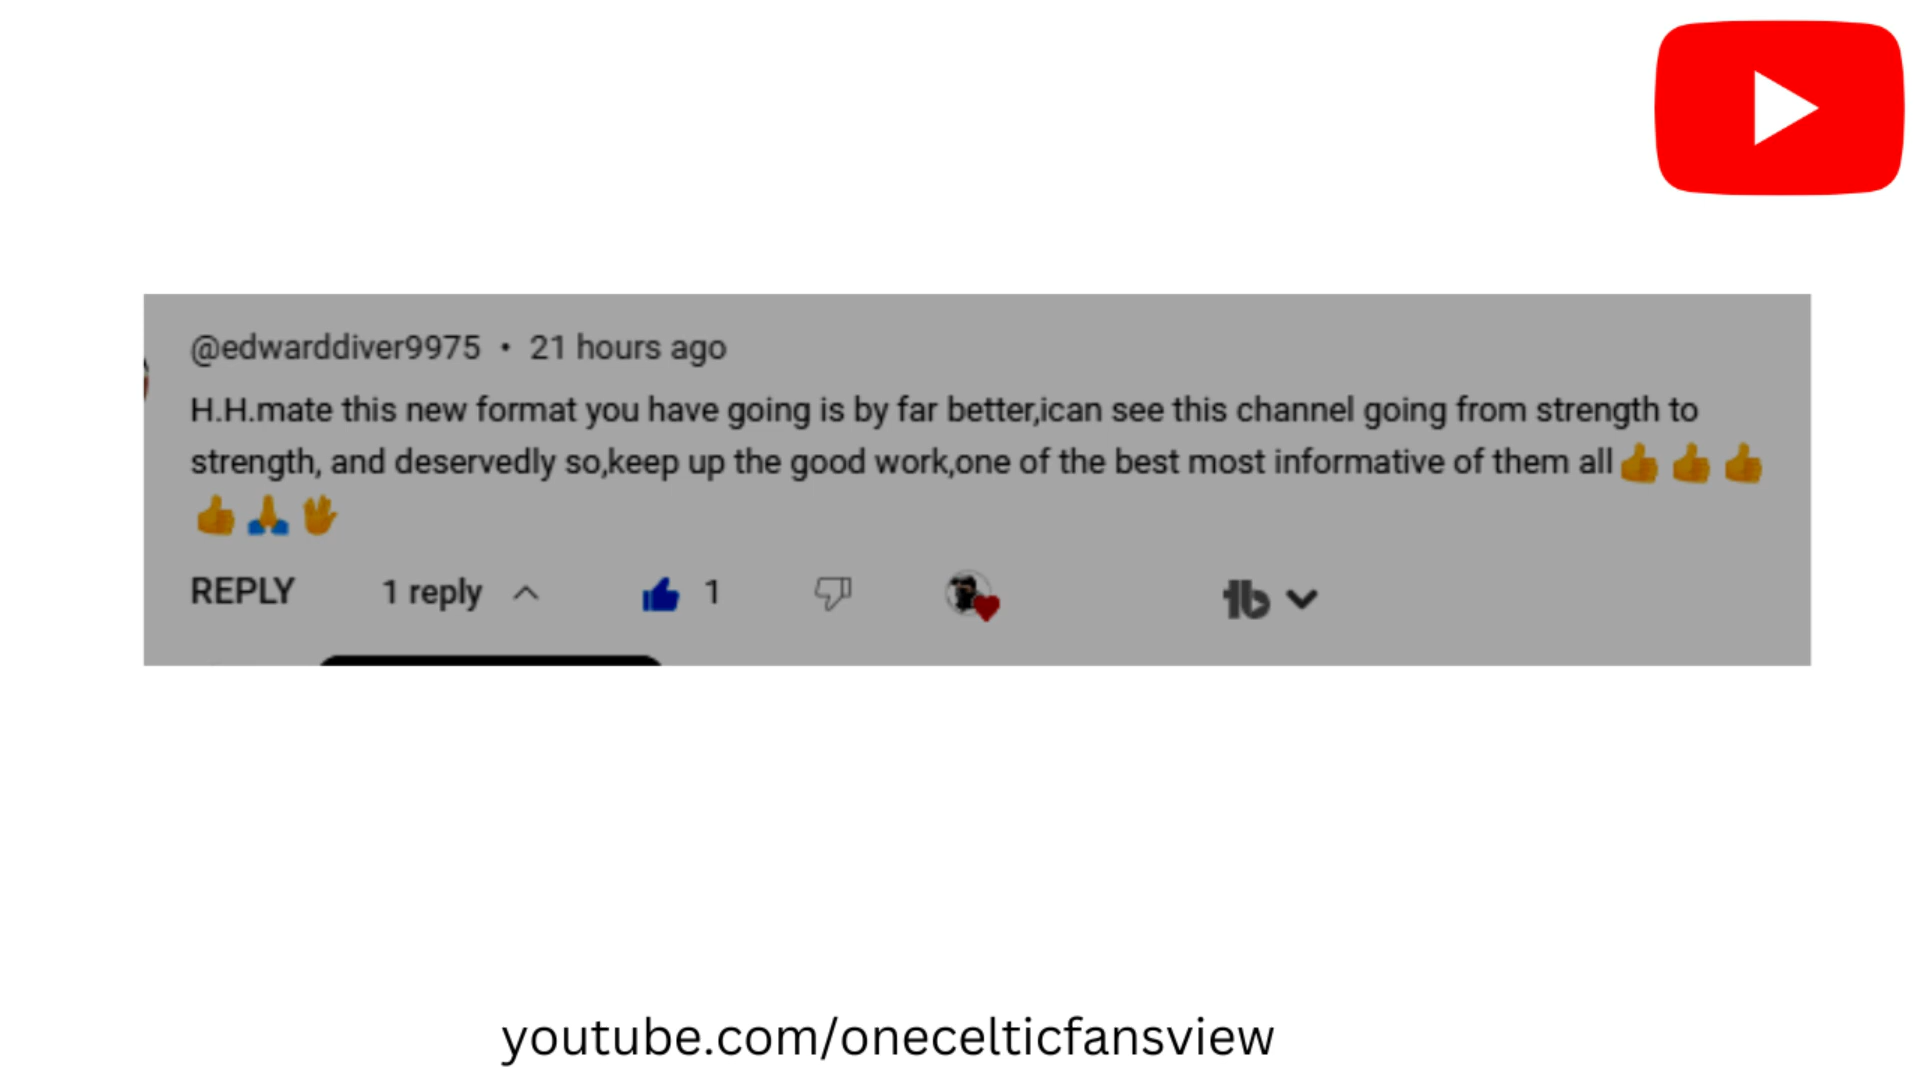 @edwarddiver9975 • 21 hours ago
H.H.mate this new format you have going is by far better,ican see this channel going from strength to
strength, and deservedly so,keep up the good work,one of the best most informative of them all👍👍👍
👍🙏🖖
REPLY 1 reply 1 tb
youtube.com/onecelticfansview